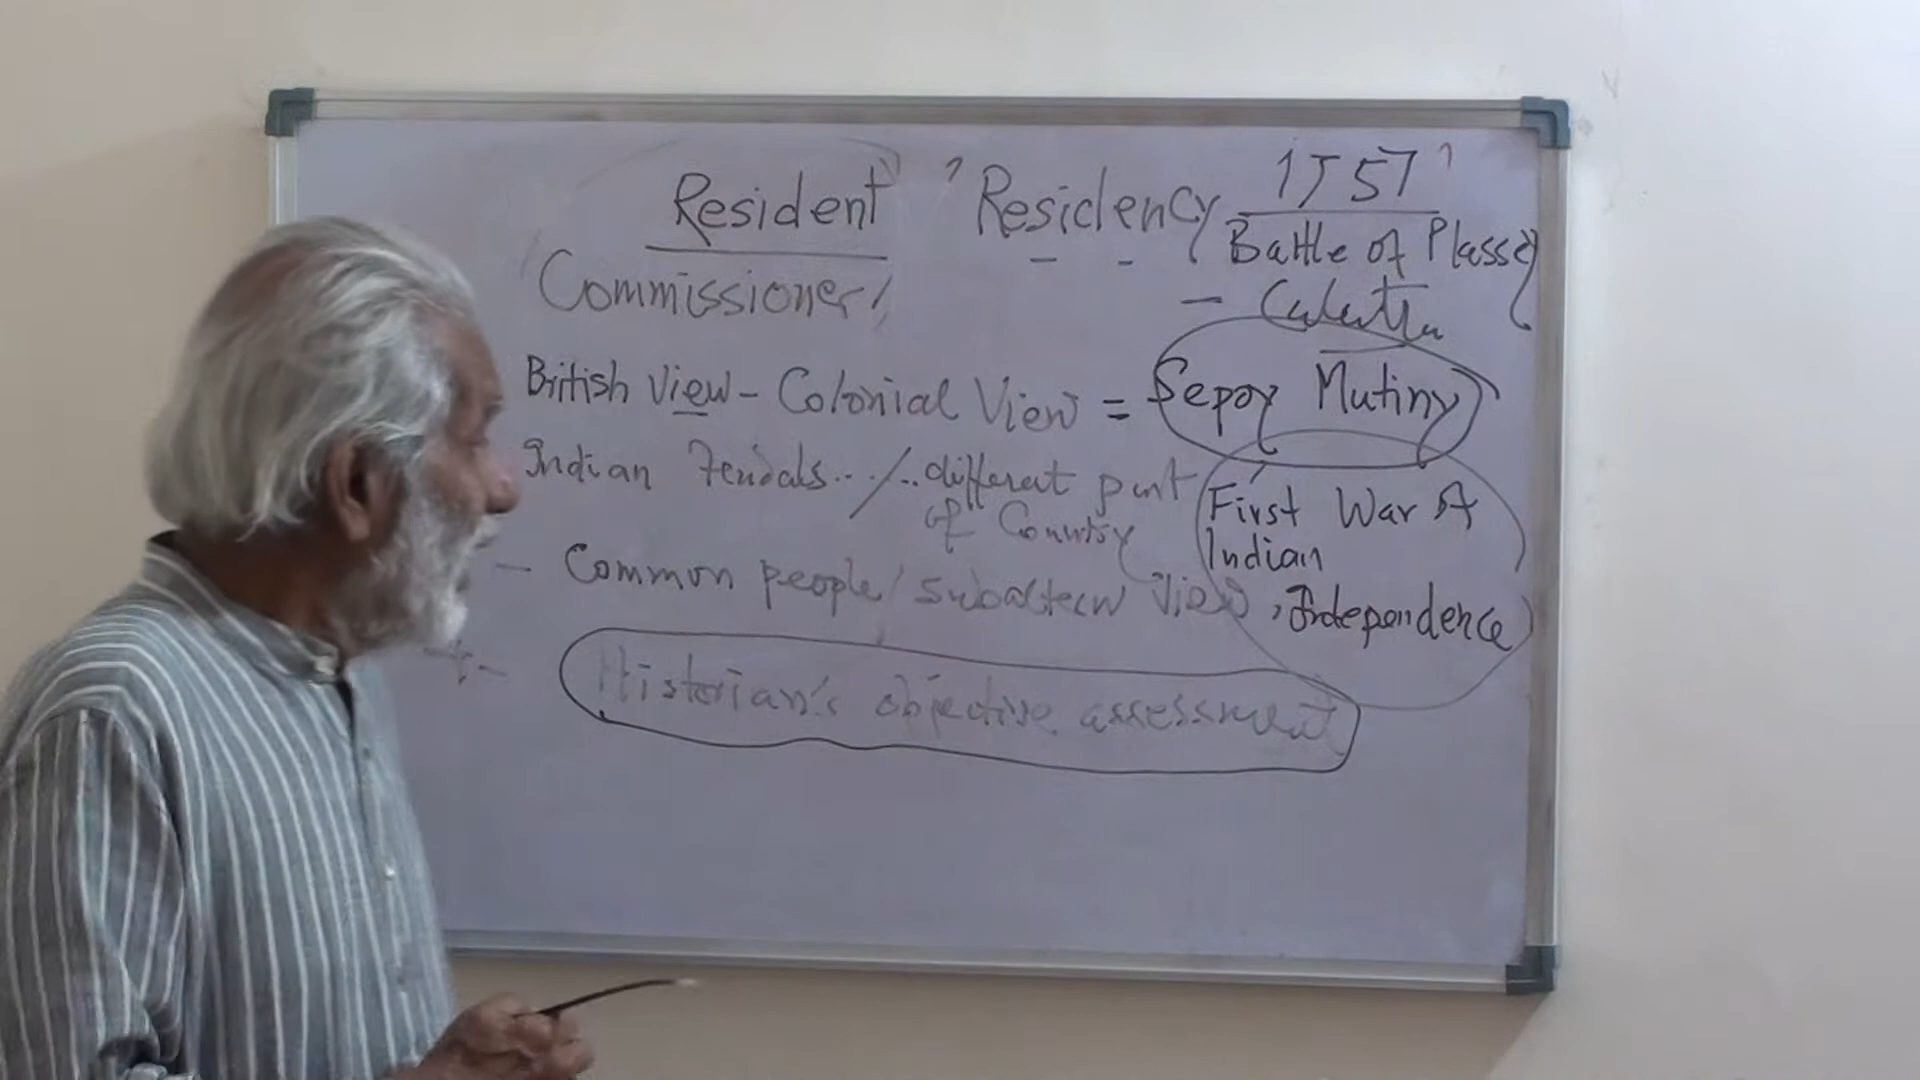 Resident ' Residency 1757
Battle of Plassey
Commissioner - Calcutta
British View - Colonial View = Sepoy Mutiny
Indian Feudals.. /.. different part
of Country
First War of
Indian
Independence
- Common people / subaltern View,
- Historian's objective assessment